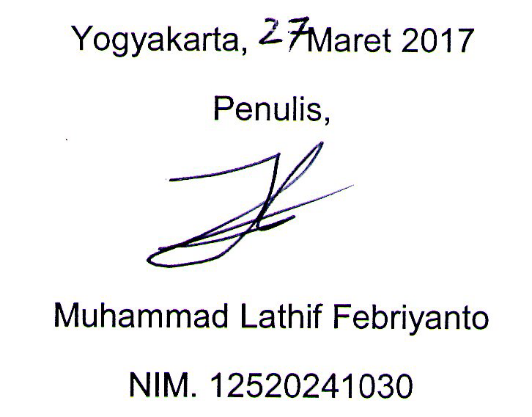 Yogyakarta, 27 Maret 2017
Penulis,
Muhammad Lathif Febriyanto
NIM. 12520241030